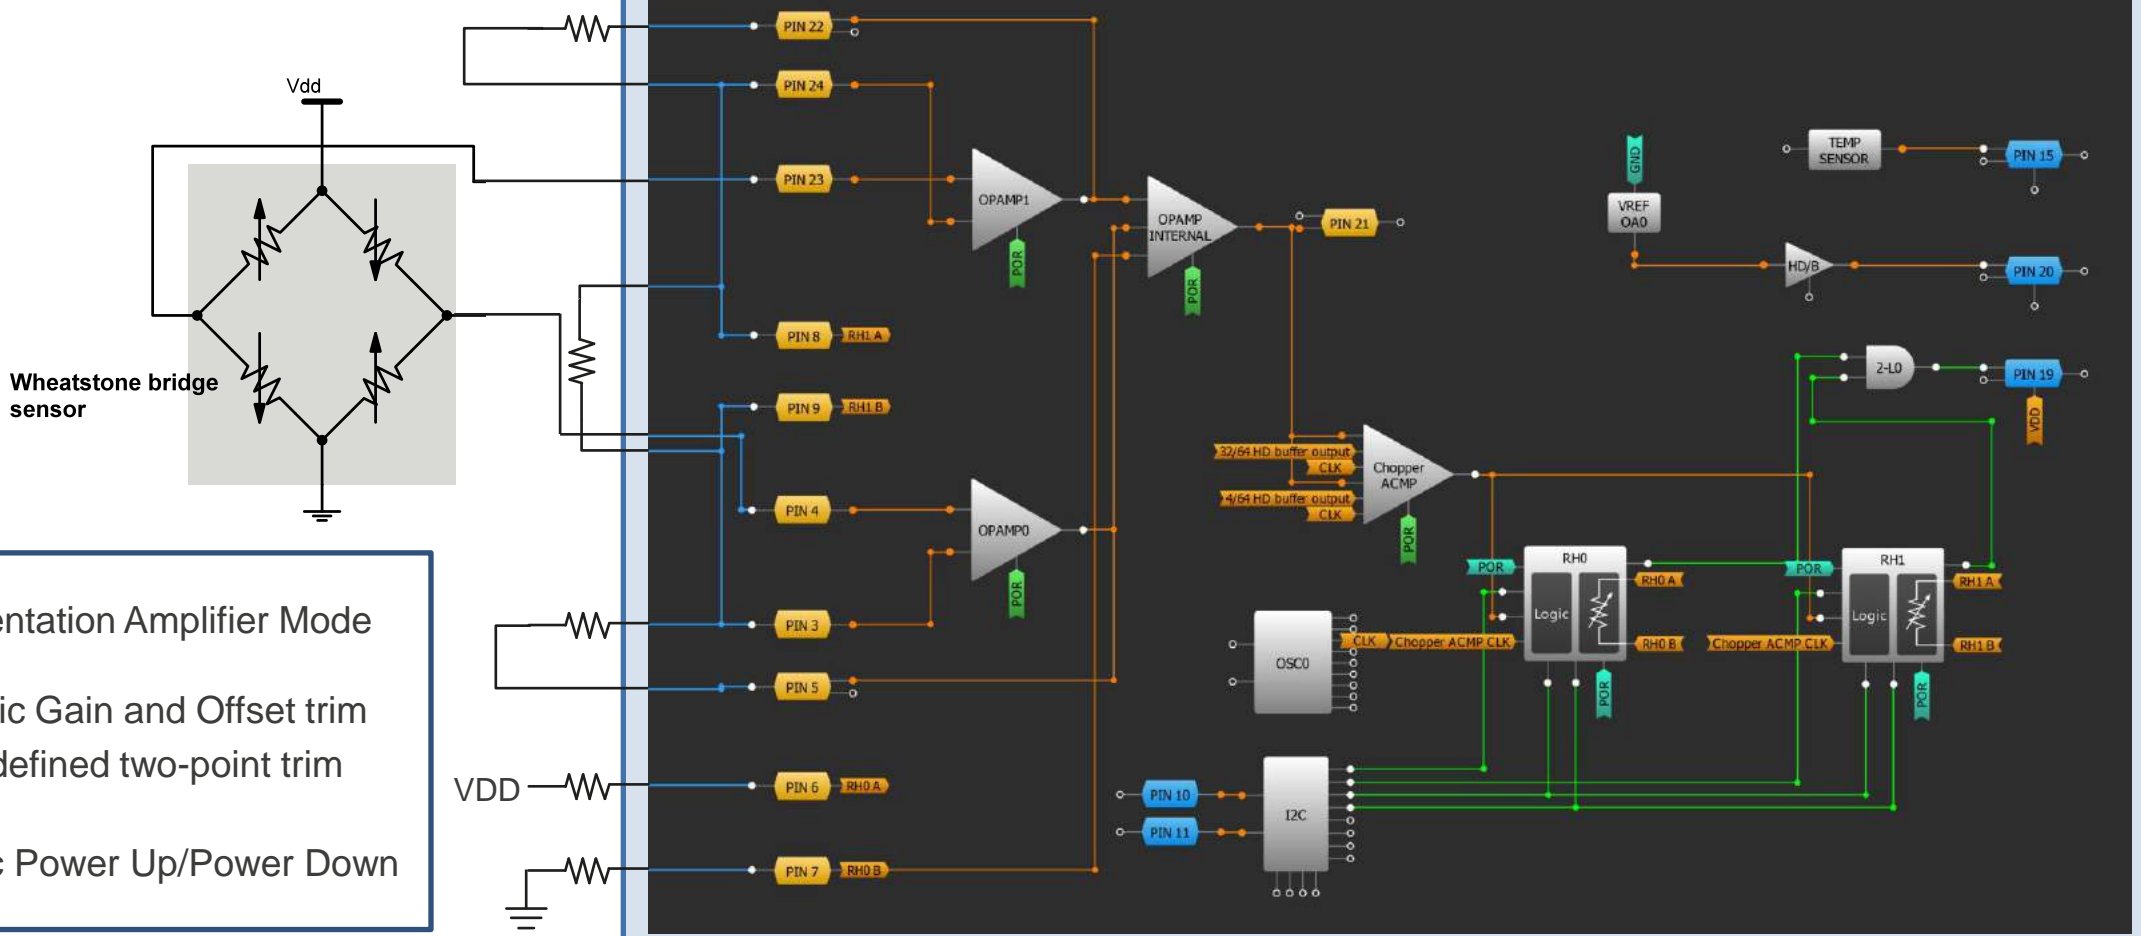 Vdd
Wheatstone bridge
sensor
entation Amplifier Mode
ic Gain and Offset trim
defined two-point trim
Power Up/Power Down
VDD
PIN 22
PIN 24
PIN 23
PIN 8
RH1 A
PIN 9
RH1 B
PIN 4
PIN 3
PIN 5
PIN 6
RH0 A
PIN 7
RH0 B
OPAMP1
POR
OPAMP
INTERNAL
POR
OPAMP0
POR
PIN 21
GND
VREF
OA0
TEMP
SENSOR
PIN 15
HD/B
PIN 20
2-L0
PIN 19
VDD
32/64 HD buffer output
CLK
4/64 HD buffer output
CLK
Chopper
ACMP
POR
POR
RH0
Logic
RH0 A
RH0 B
POR
CLK
Chopper ACMP CLK
OSC0
POR
RH1
Logic
RH1 A
RH1 B
POR
Chopper ACMP CLK
PIN 10
PIN 11
I2C